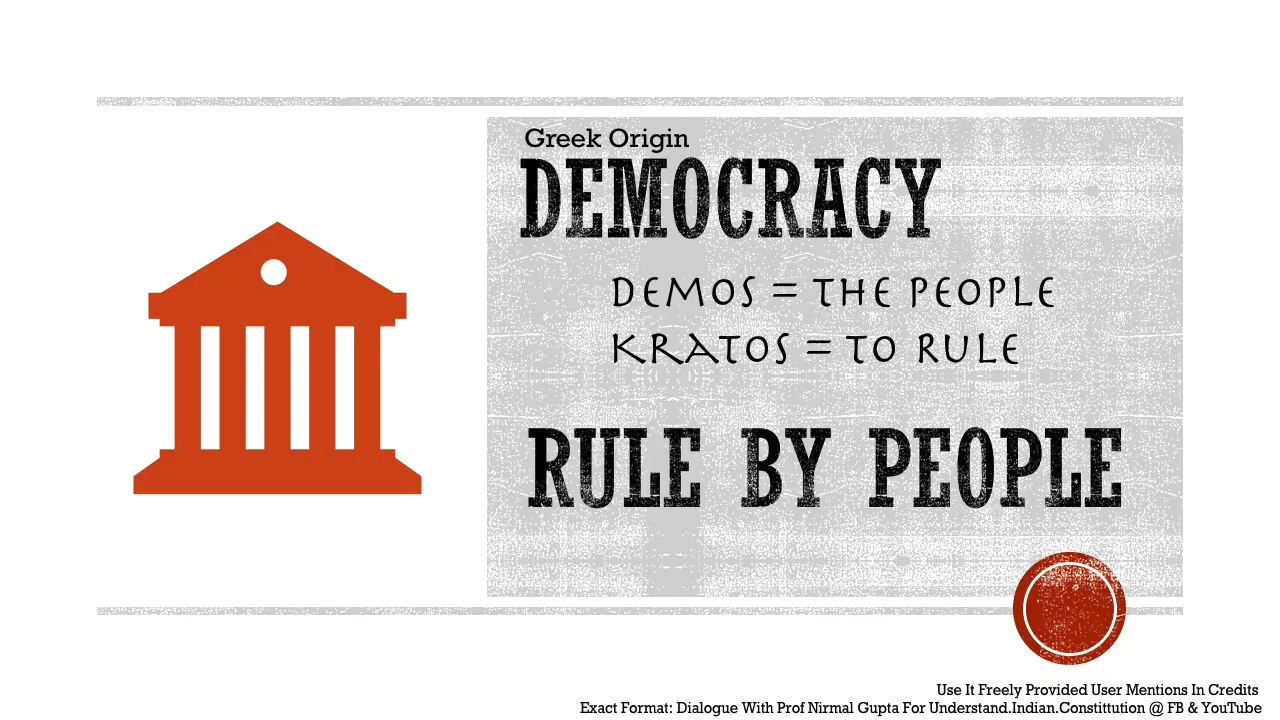 Greek Origin
DEMOCRACY
DEMOS = THE PEOPLE
KRATOS = TO RULE
RULE BY PEOPLE
Use It Freely Provided User Mentions In Credits
Exact Format: Dialogue With Prof Nirmal Gupta For Understand.Indian.Constittution @ FB & YouTube